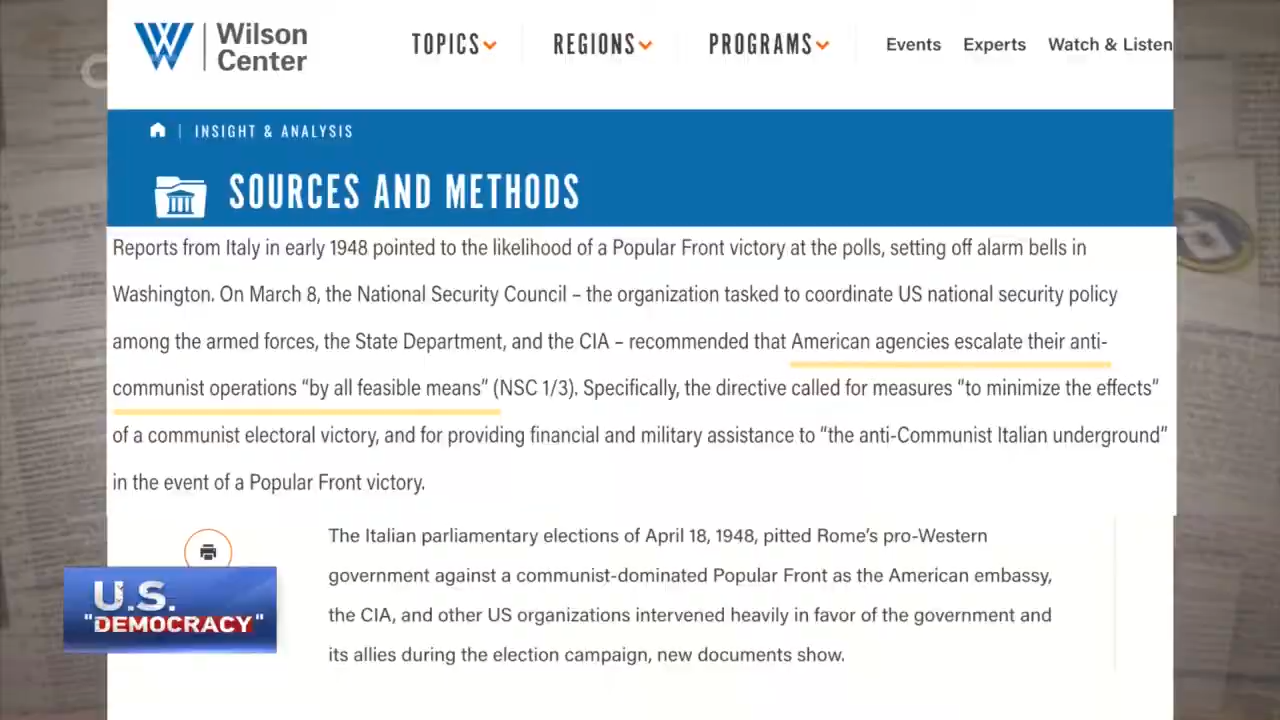 Wilson
Center
TOPICS
REGIONS
PROGRAMS
Events
Experts
Watch & Listen
INSIGHT & ANALYSIS
SOURCES AND METHODS
Reports from Italy in early 1948 pointed to the likelihood of a Popular Front victory at the polls, setting off alarm bells in
Washington. On March 8, the National Security Council – the organization tasked to coordinate US national security policy
among the armed forces, the State Department, and the CIA – recommended that American agencies escalate their anti-
communist operations “by all feasible means” (NSC 1/3). Specifically, the directive called for measures “to minimize the effects”
of a communist electoral victory, and for providing financial and military assistance to “the anti-Communist Italian underground”
in the event of a Popular Front victory.
The Italian parliamentary elections of April 18, 1948, pitted Rome’s pro-Western
government against a communist-dominated Popular Front as the American embassy,
the CIA, and other US organizations intervened heavily in favor of the government and
its allies during the election campaign, new documents show.
U.S.
"DEMOCRACY"